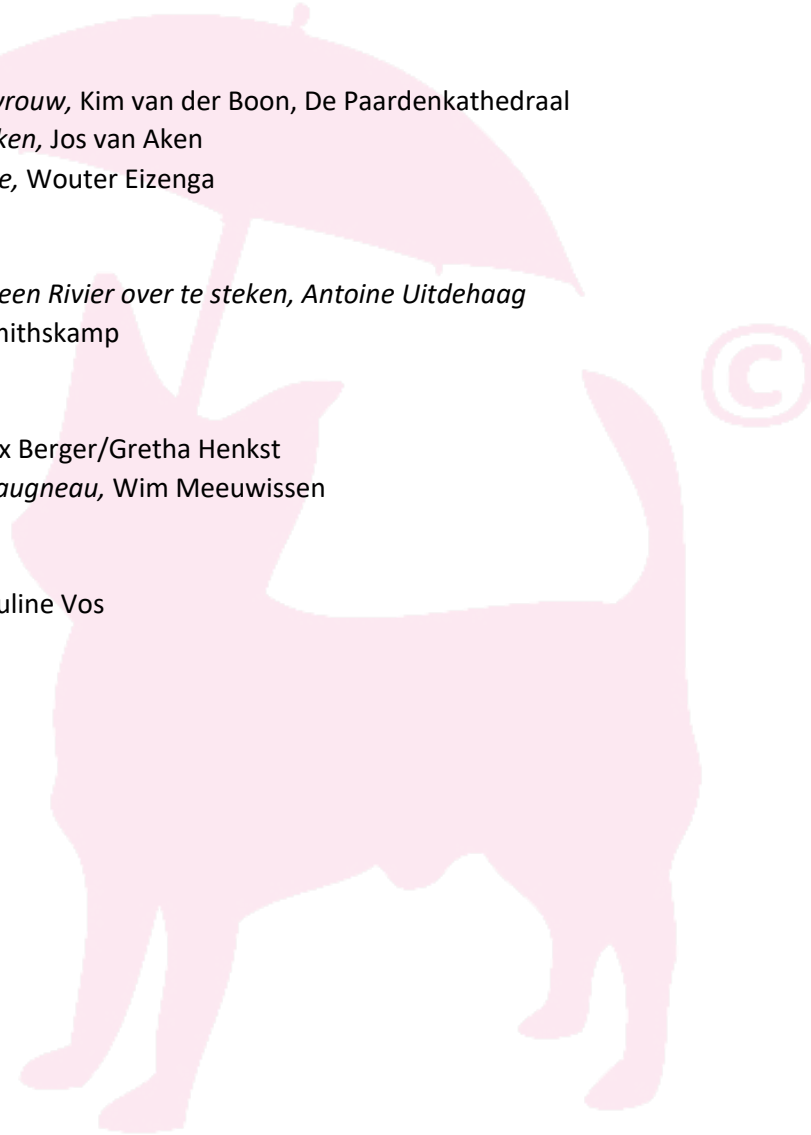 vrouw, Kim van der Boon, De Paardenkathedraal
ken, Jos van Aken
e, Wouter Eizenga
een Rivier over te steken, Antoine Uitdehaag
mithskamp
x Berger/Gretha Henkst
augneau, Wim Meeuwissen
uline Vos
©